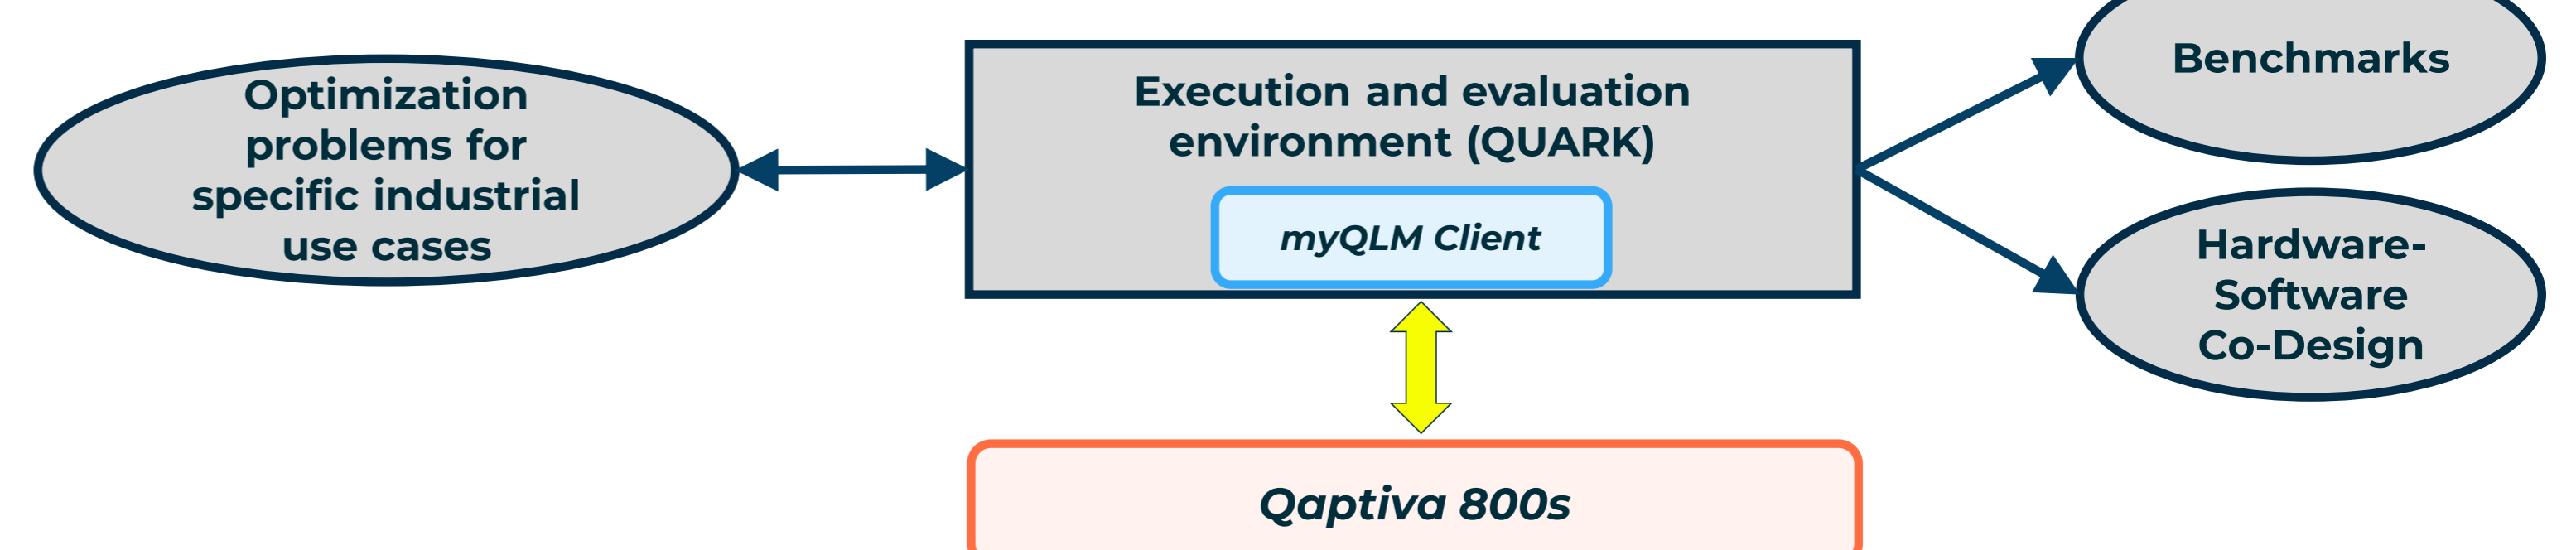 Optimization
problems for
specific industrial
use cases
Execution and evaluation
environment (QUARK)
myQLM Client
Benchmarks
Hardware-
Software
Co-Design
Qaptiva 800s